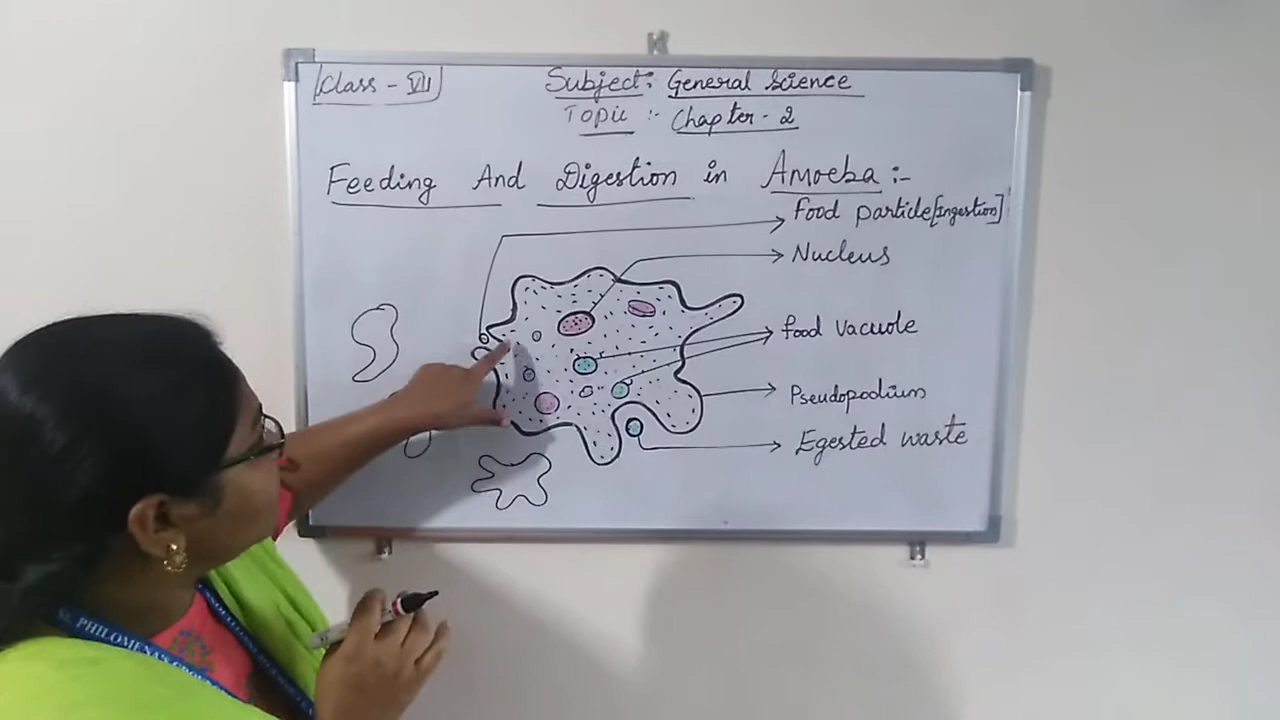 Class - VII
Subject: General Science
Topic :- Chapter - 2
Feeding And Digestion in Amoeba :-
Food particle [Ingestion]
Nucleus
food vacuole
Pseudopodium
Egested waste
PHILOMENA'S